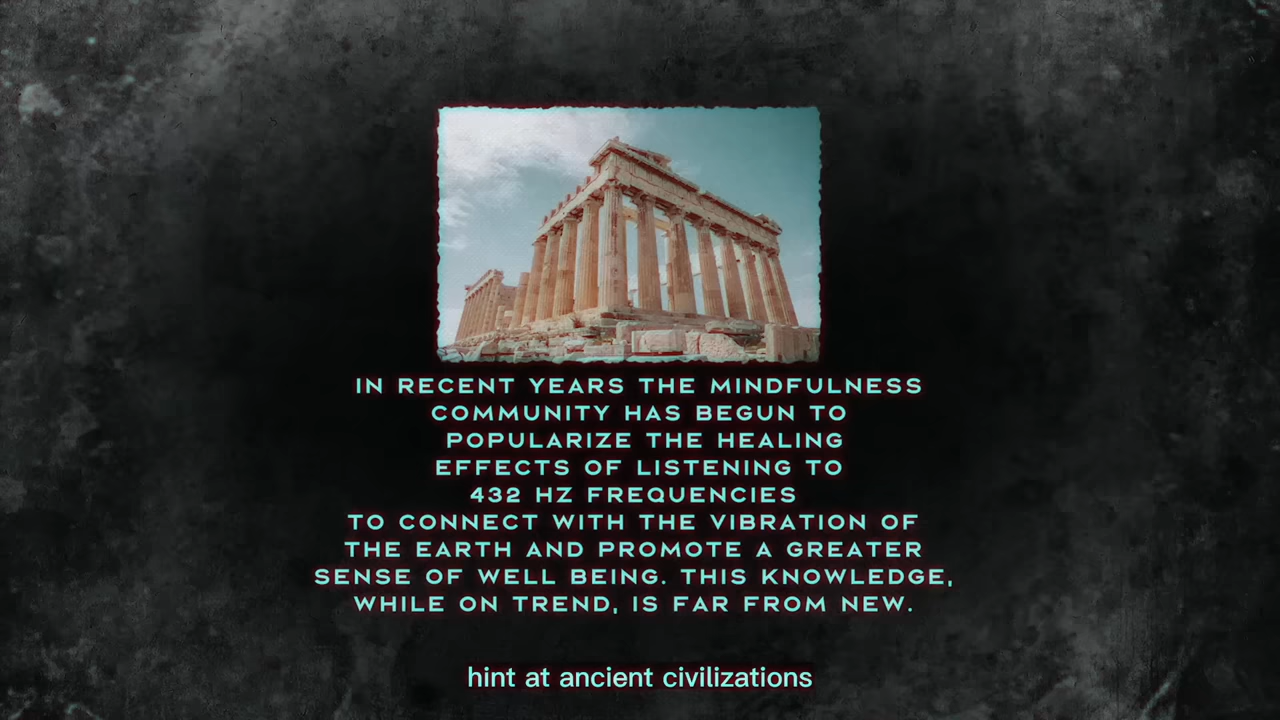 IN RECENT YEARS THE MINDFULNESS
COMMUNITY HAS BEGUN TO
POPULARIZE THE HEALING
EFFECTS OF LISTENING TO
432 HZ FREQUENCIES
TO CONNECT WITH THE VIBRATION OF
THE EARTH AND PROMOTE A GREATER
SENSE OF WELL BEING. THIS KNOWLEDGE,
WHILE ON TREND, IS FAR FROM NEW.
hint at ancient civilizations